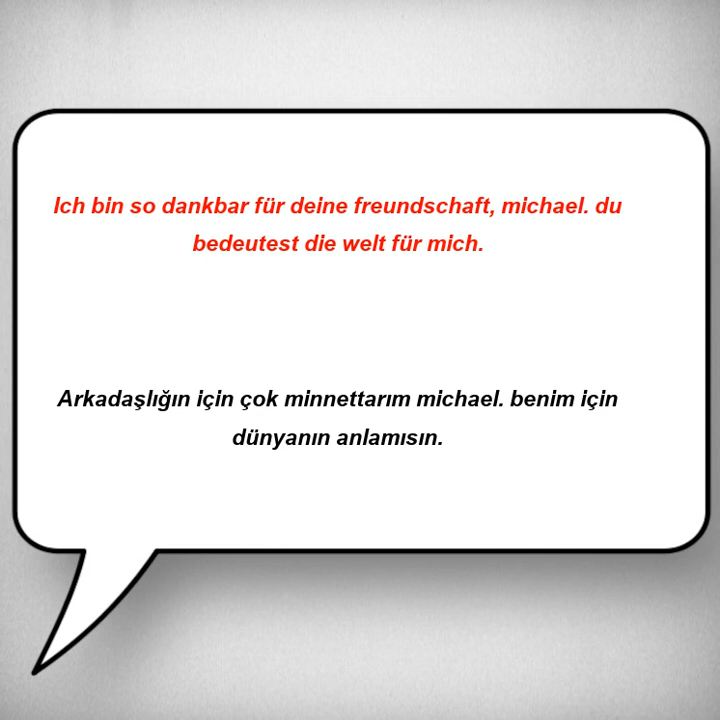 Ich bin so dankbar für deine freundschaft, michael. du
bedeutest die welt für mich.
Arkadaşlığın için çok minnettarım michael. benim için
dünyanın anlamısın.